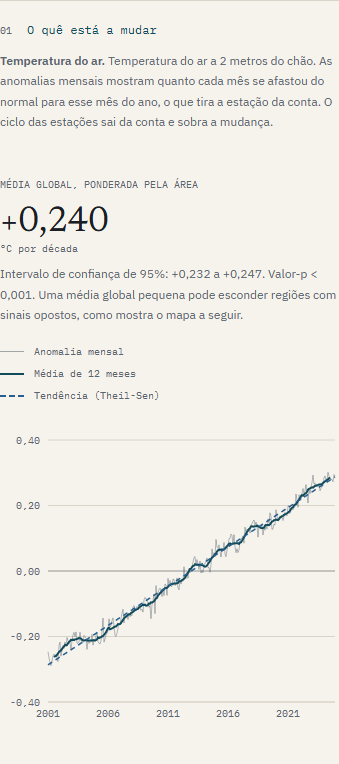 01 O quê está a mudar
Temperatura do ar. Temperatura do ar a 2 metros do chão. As
anomalias mensais mostram quanto cada mês se afastou do
normal para esse mês do ano, o que tira a estação da conta. O
ciclo das estações sai da conta e sobra a mudança.
MÉDIA GLOBAL, PONDERADA PELA ÁREA
+0,240
°C por década
Intervalo de confiança de 95%: +0,232 a +0,247. Valor-p <
0,001. Uma média global pequena pode esconder regiões com
sinais opostos, como mostra o mapa a seguir.
Anomalia mensal
Média de 12 meses
Tendência (Theil-Sen)
0,40
0,20
0,00
-0,20
-0,40
2001 2006 2011 2016 2021